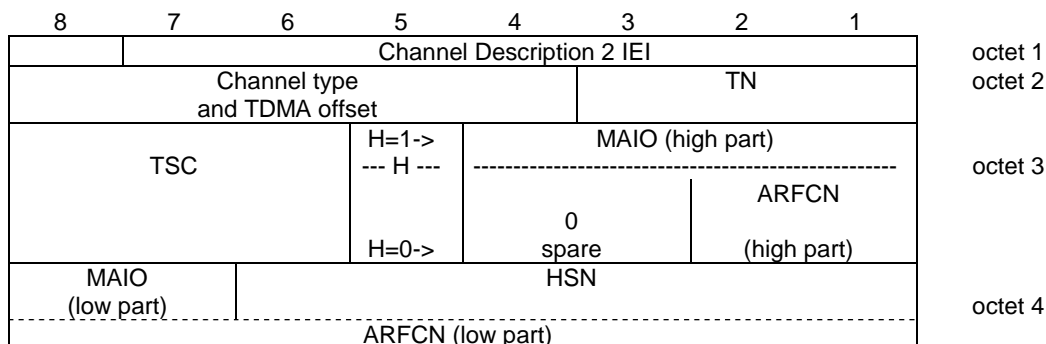 8 7 6 5 4 3 2 1
Channel Description 2 IEI octet 1
Channel type TN octet 2
and TDMA offset
H=1-> MAIO (high part)
TSC --- H --- ---------------------------------------------------- octet 3
ARFCN
0
H=0-> spare (high part)
MAIO HSN
(low part) octet 4
ARFCN (low part)